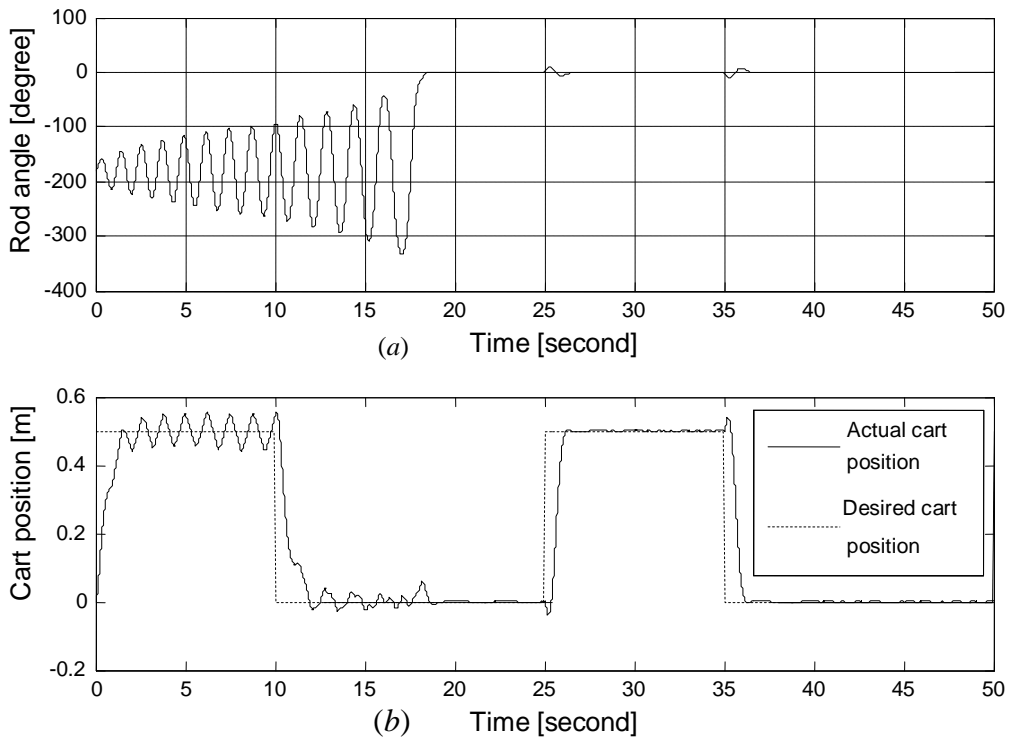 100
0
-100
-200
-300
-400
Rod angle [degree]
0 5 10 15 20 25 30 35 40 45 50
(a) Time [second]
0.6
0.4
0.2
0
-0.2
Cart position [m]
Actual cart
position
Desired cart
position
0 5 10 15 20 25 30 35 40 45 50
(b) Time [second]